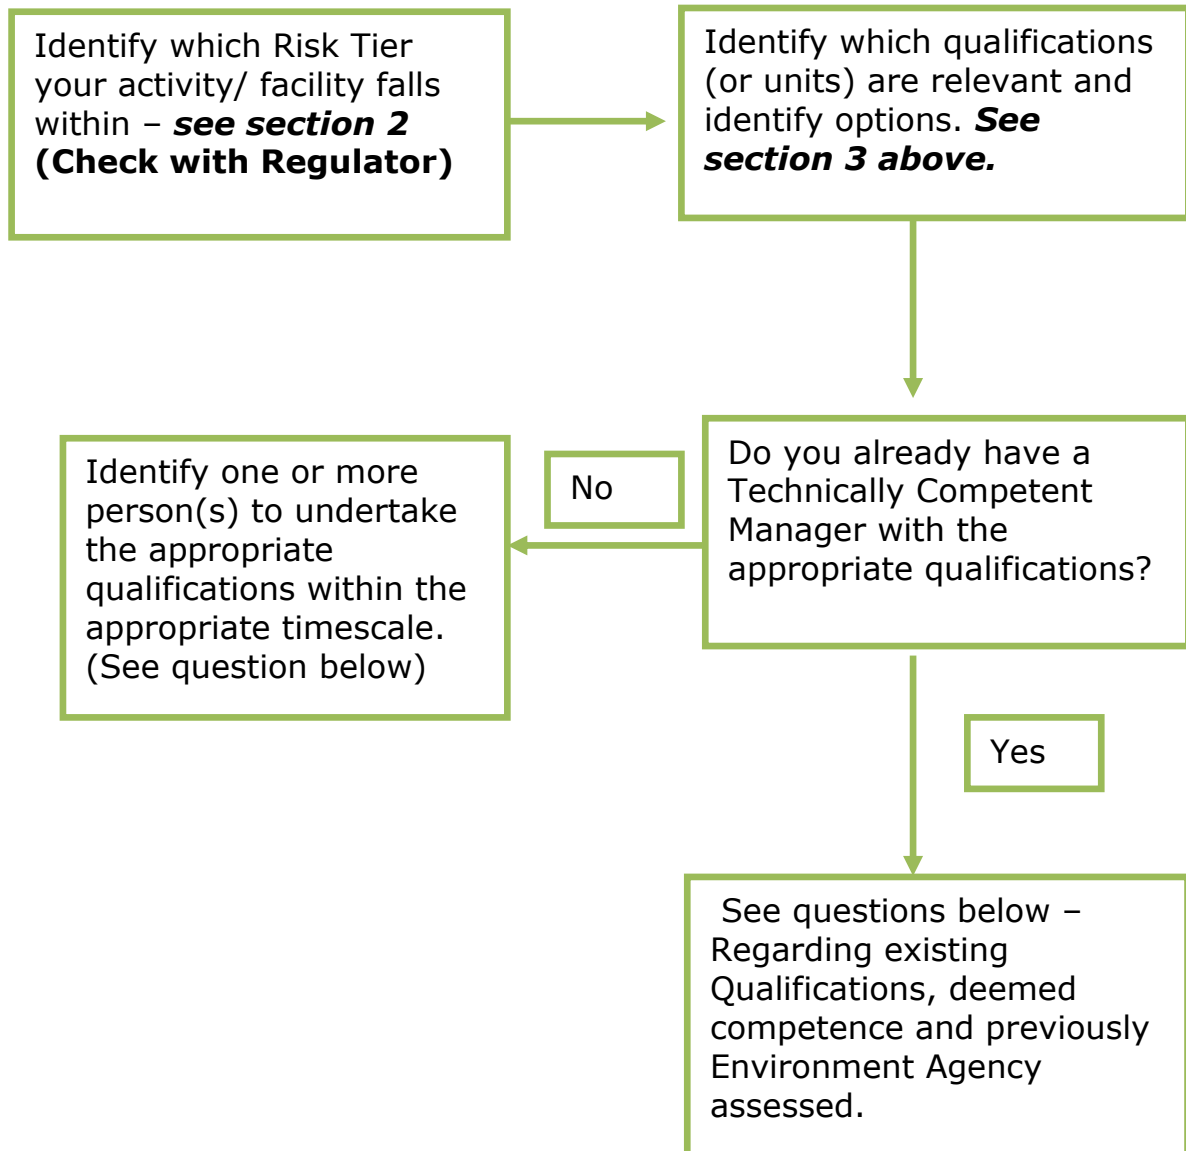 Identify which Risk Tier
your activity/ facility falls
within – see section 2
(Check with Regulator)
Identify which qualifications
(or units) are relevant and
identify options. See
section 3 above.
Do you already have a
Technically Competent
Manager with the
appropriate qualifications?
No
Identify one or more
person(s) to undertake
the appropriate
qualifications within the
appropriate timescale.
(See question below)
Yes
See questions below –
Regarding existing
Qualifications, deemed
competence and previously
Environment Agency
assessed.